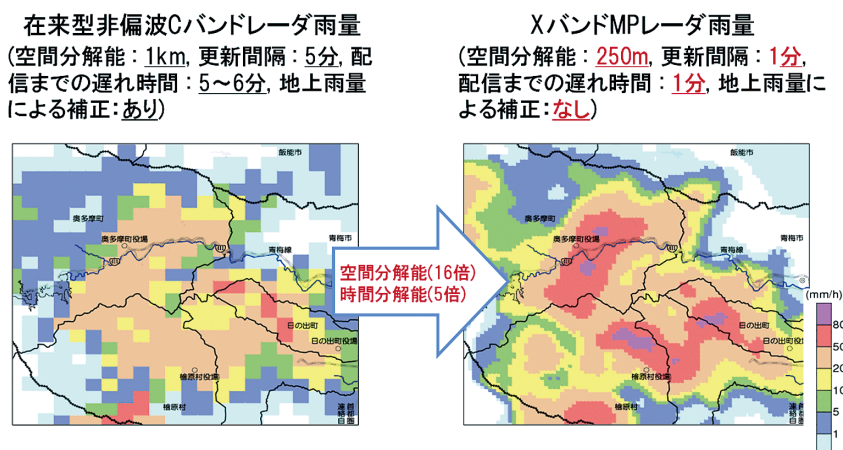 在来型非偏波Cバンドレーダ雨量
(空間分解能：1km, 更新間隔：5分, 配
信までの遅れ時間：5～6分, 地上雨量
による補正：あり)
XバンドMPレーダ雨量
(空間分解能：250m, 更新間隔：1分,
配信までの遅れ時間：1分, 地上雨量に
よる補正：なし)
飯能市
奥多摩町
奥多摩町役場
青梅線
青梅市
日の出町
日の出町役場
檜原村役場
檜原村
空間分解能(16倍)
時間分解能(5倍)
飯能市
奥多摩町
奥多摩町役場
青梅線
青梅市
日の出町
日の出町役場
檜原村役場
檜原村
(mm/h)
80
50
20
10
5
1